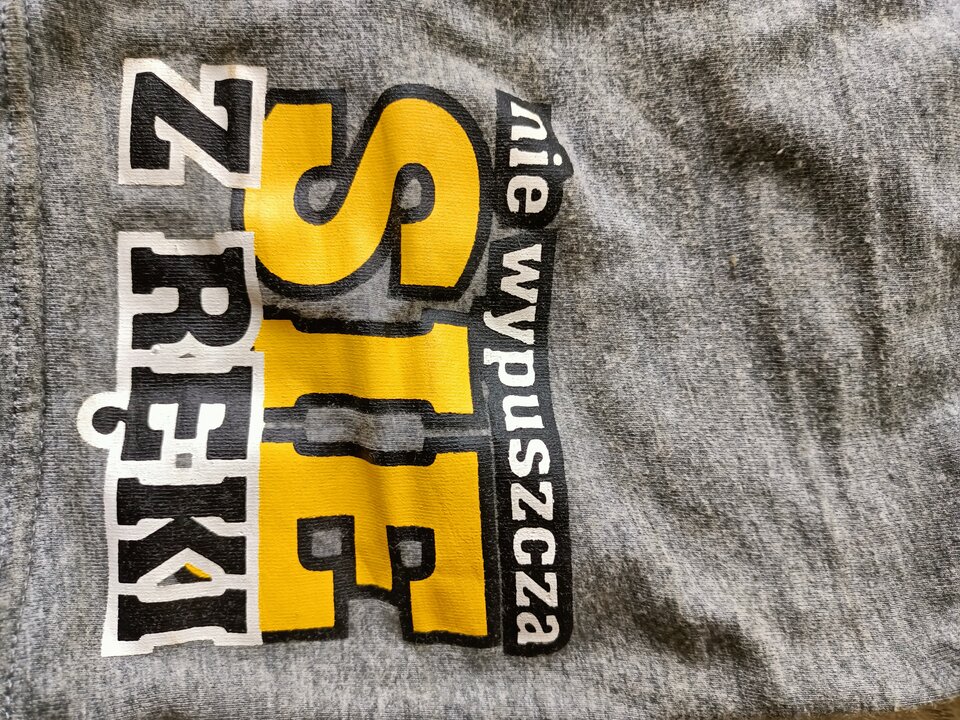 nie wypuszcza
SIĘ
Z RĘKI